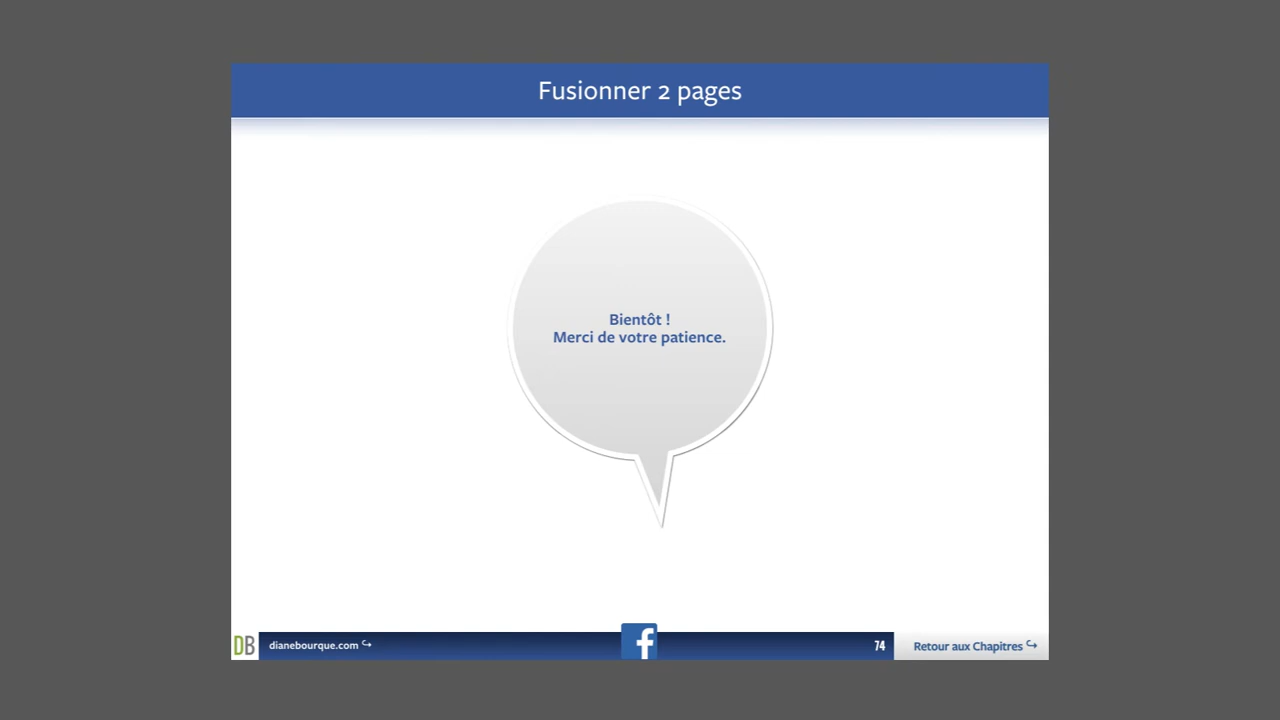 Fusionner 2 pages
Bientôt !
Merci de votre patience.
DB
dianebourque.com ↪
f
74
Retour aux Chapitres ↪